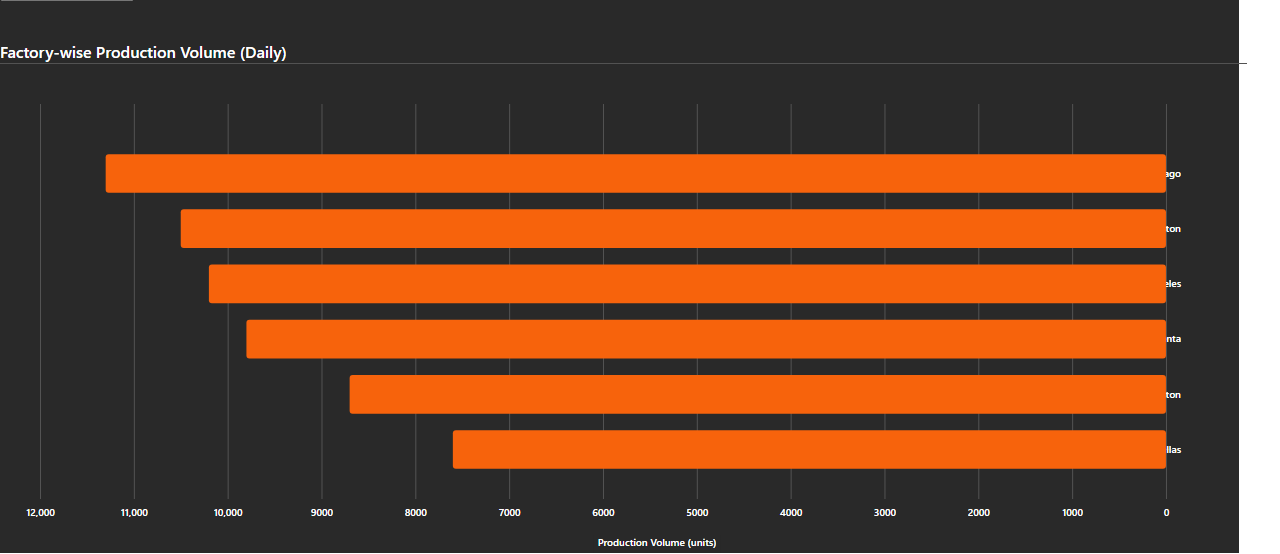 Factory-wise Production Volume (Daily)
ago
ton
eles
nta
ton
llas
12,000 11,000 10,000 9000 8000 7000 6000 5000 4000 3000 2000 1000 0
Production Volume (units)